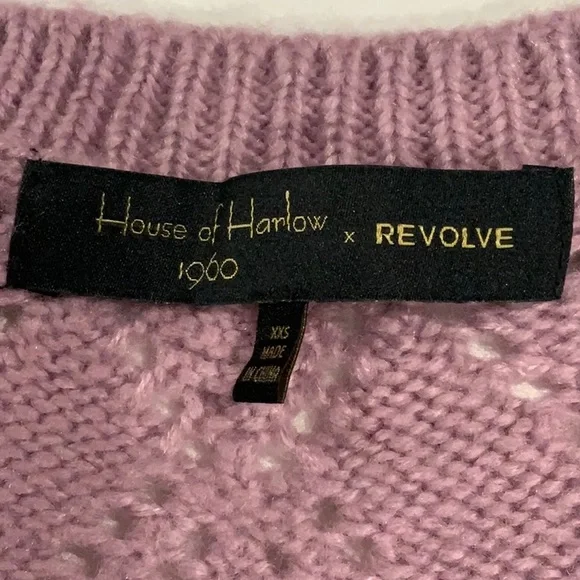 House of Harlow x REVOLVE
1960
XXS
MADE
IN CHINA